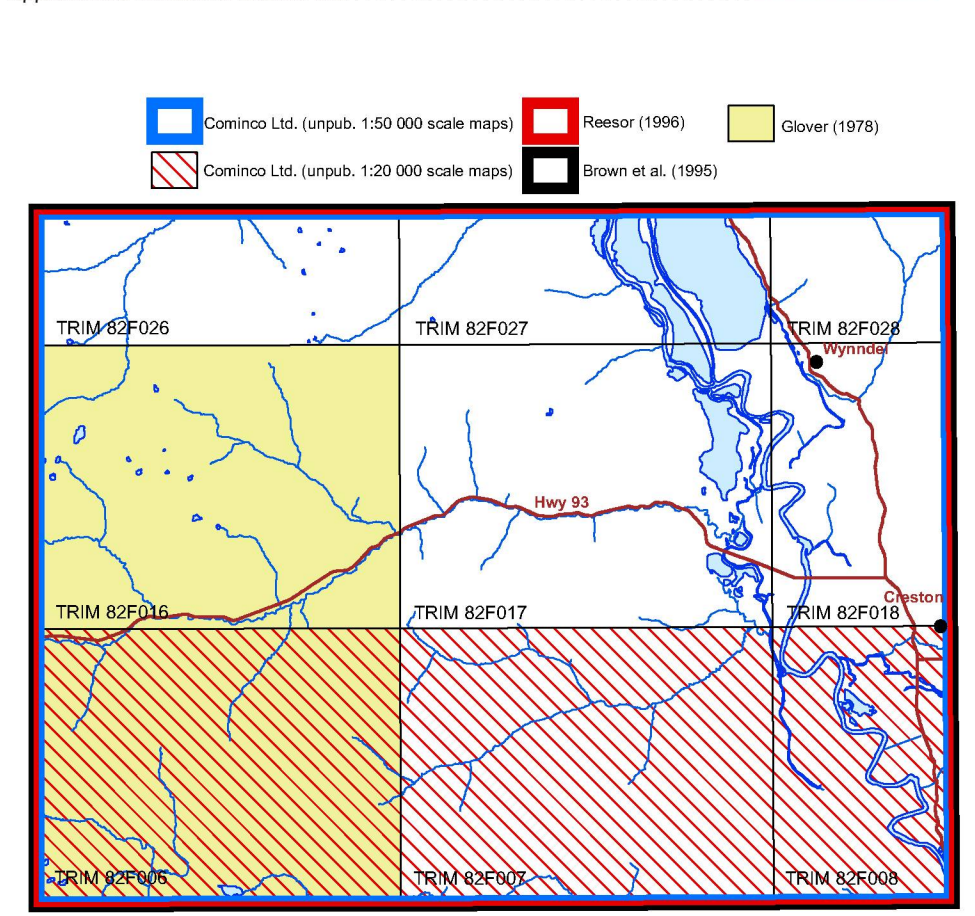 Cominco Ltd. (unpub. 1:50 000 scale maps)
Reesor (1996)
Glover (1978)
Cominco Ltd. (unpub. 1:20 000 scale maps)
Brown et al. (1995)
TRIM 82F026
TRIM 82F027
TRIM 82F028
Wynndel
Hwy 93
Creston
TRIM 82F016
TRIM 82F017
TRIM 82F018
TRIM 82F006
TRIM 82F007
TRIM 82F008